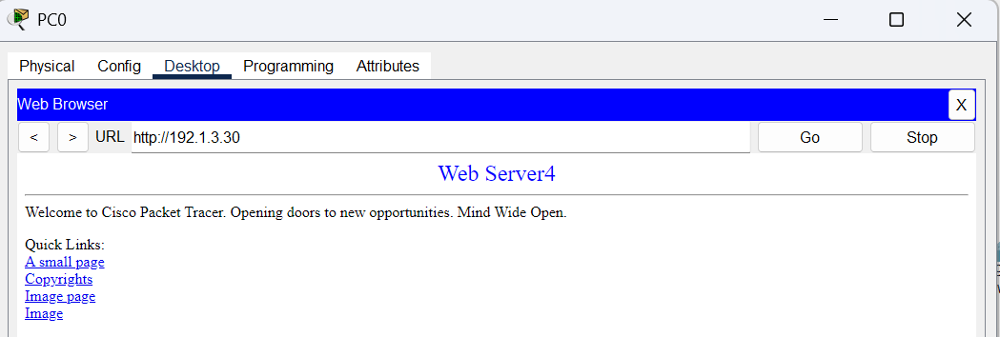 PC0
Physical Config Desktop Programming Attributes
Web Browser
X
< > URL http://192.1.3.30 Go Stop
Web Server4
Welcome to Cisco Packet Tracer. Opening doors to new opportunities. Mind Wide Open.
Quick Links:
A small page
Copyrights
Image page
Image